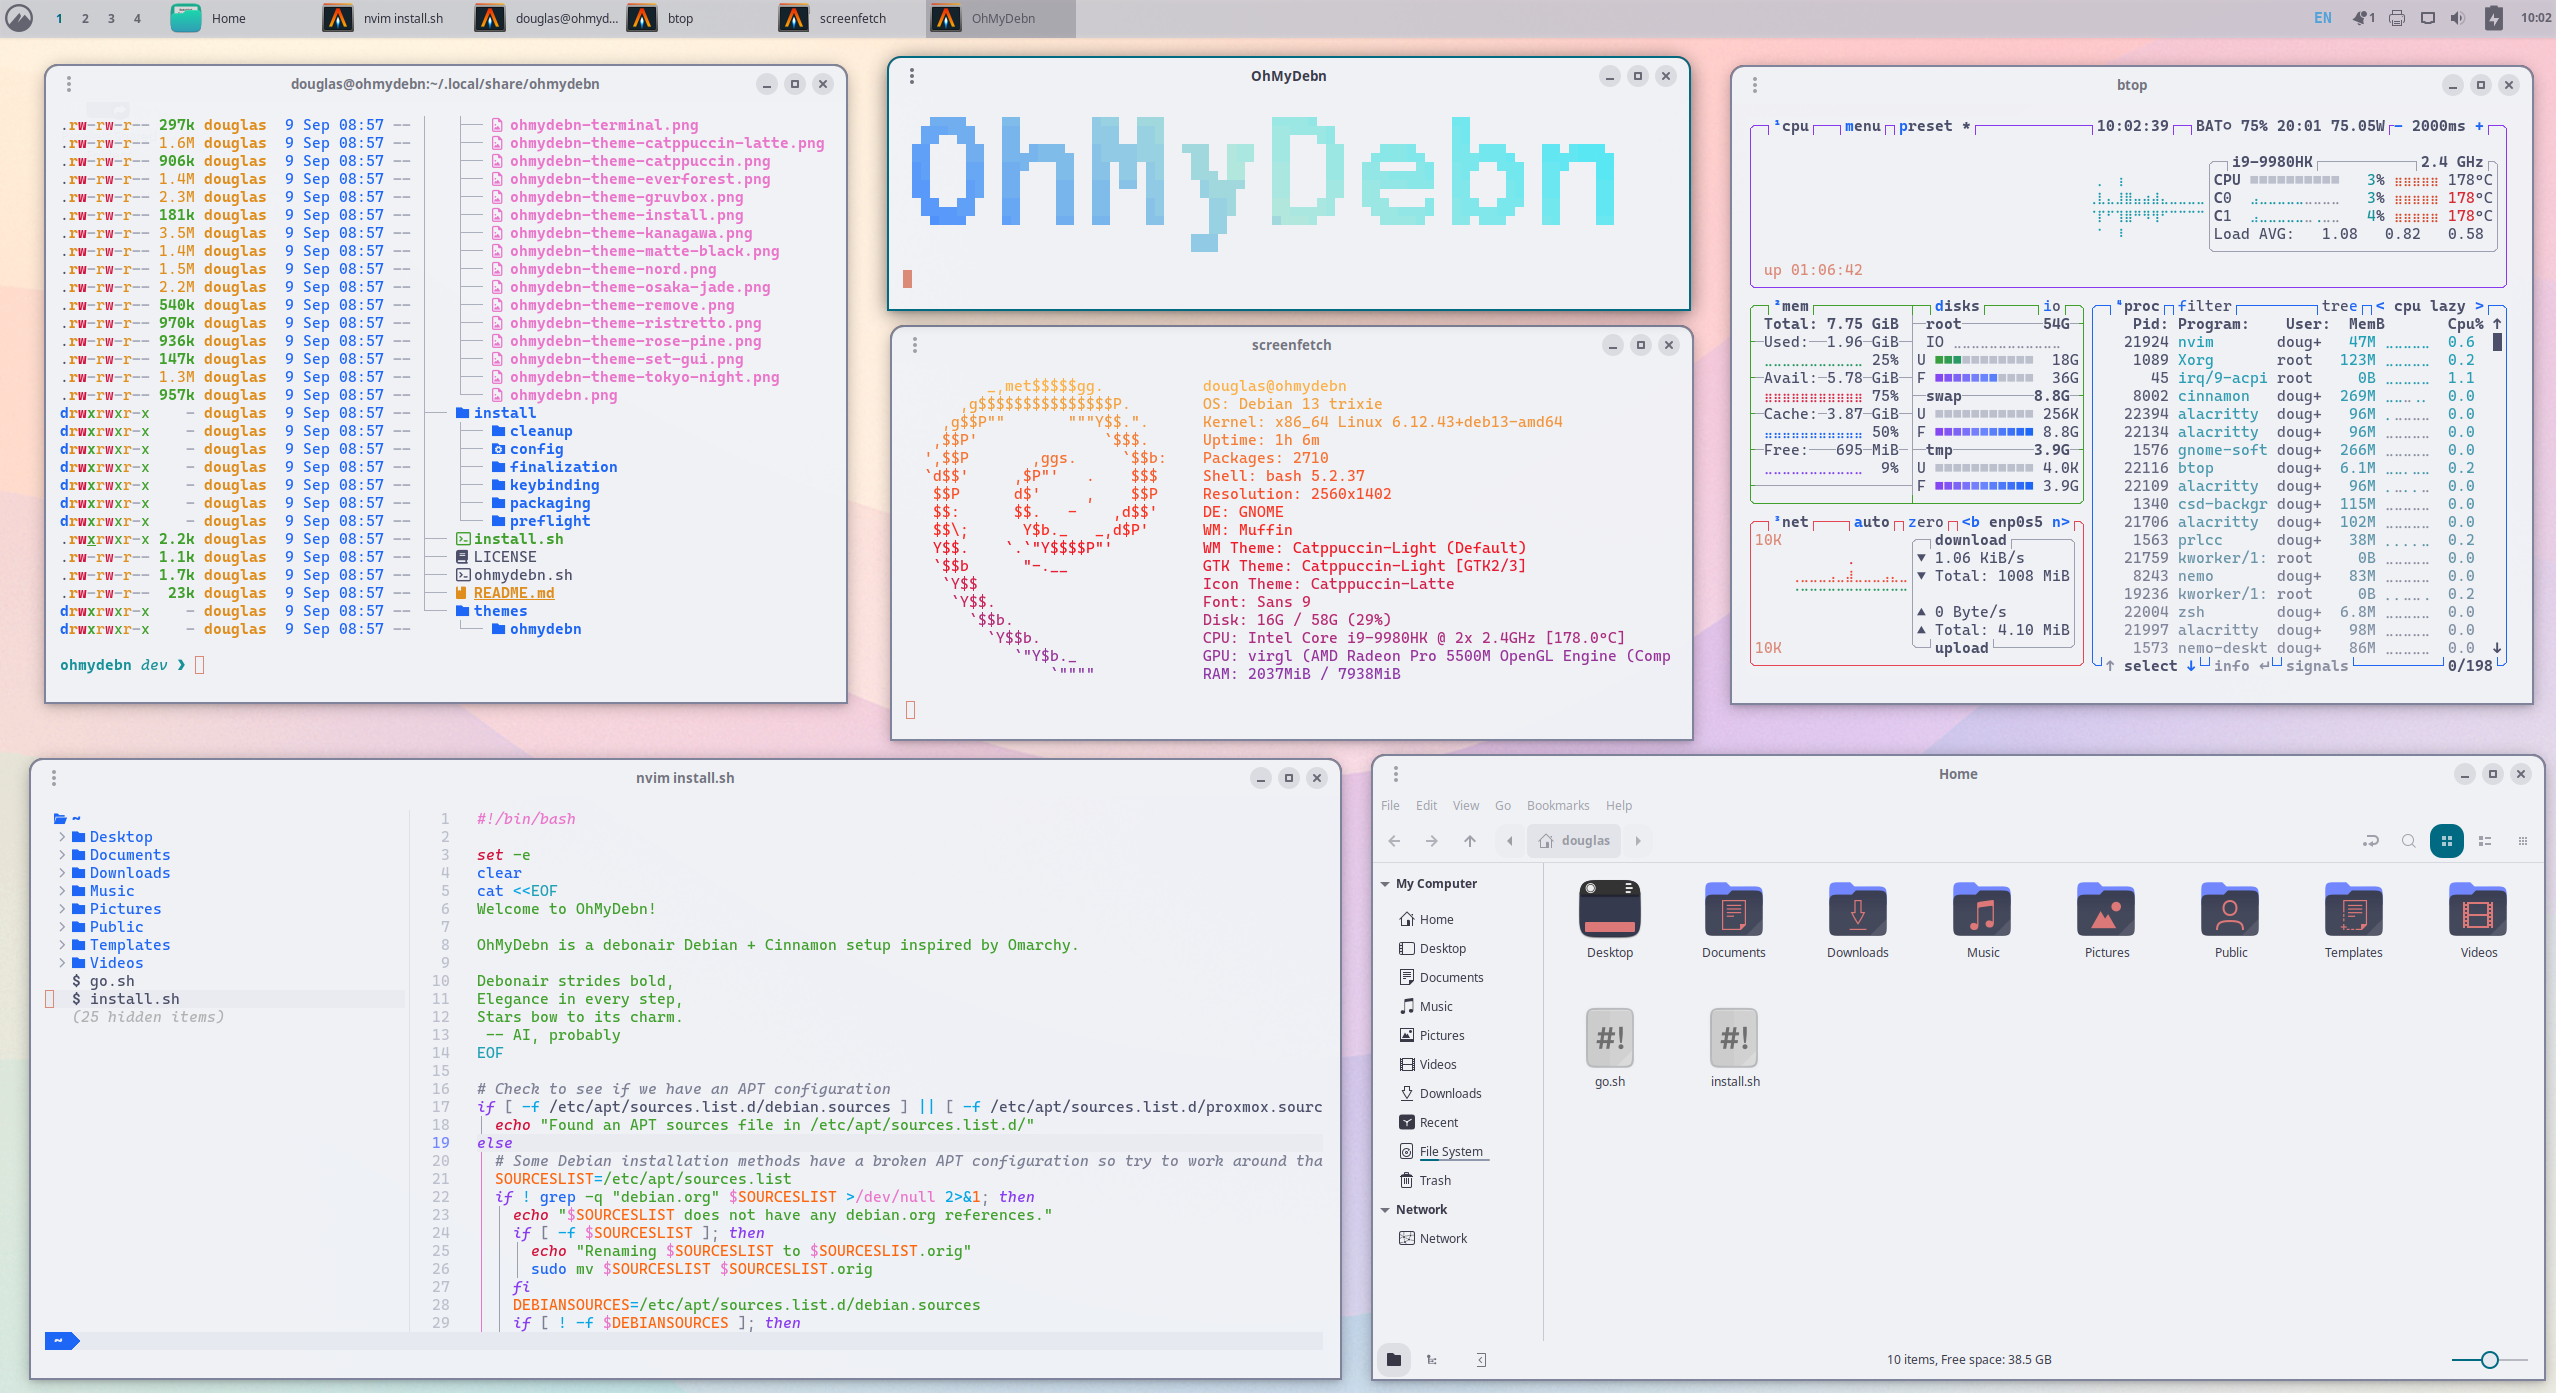 1 2 3 4 Home nvim install.sh douglas@ohmyd... btop screenfetch OhMyDebn EN 1 10:02
douglas@ohmydebn:~/.local/share/ohmydebn
.rw-rw-r-- 297k douglas 9 Sep 08:57 -- ohmydebn-terminal.png
.rw-rw-r-- 1.6M douglas 9 Sep 08:57 -- ohmydebn-theme-catppuccin-latte.png
.rw-rw-r-- 906k douglas 9 Sep 08:57 -- ohmydebn-theme-catppuccin.png
.rw-rw-r-- 1.4M douglas 9 Sep 08:57 -- ohmydebn-theme-everforest.png
.rw-rw-r-- 2.3M douglas 9 Sep 08:57 -- ohmydebn-theme-gruvbox.png
.rw-rw-r-- 181k douglas 9 Sep 08:57 -- ohmydebn-theme-install.png
.rw-rw-r-- 3.5M douglas 9 Sep 08:57 -- ohmydebn-theme-kanagawa.png
.rw-rw-r-- 1.4M douglas 9 Sep 08:57 -- ohmydebn-theme-matte-black.png
.rw-rw-r-- 1.5M douglas 9 Sep 08:57 -- ohmydebn-theme-nord.png
.rw-rw-r-- 2.2M douglas 9 Sep 08:57 -- ohmydebn-theme-osaka-jade.png
.rw-rw-r-- 540k douglas 9 Sep 08:57 -- ohmydebn-theme-remove.png
.rw-rw-r-- 970k douglas 9 Sep 08:57 -- ohmydebn-theme-ristretto.png
.rw-rw-r-- 936k douglas 9 Sep 08:57 -- ohmydebn-theme-rose-pine.png
.rw-rw-r-- 147k douglas 9 Sep 08:57 -- ohmydebn-theme-set-gui.png
.rw-rw-r-- 1.3M douglas 9 Sep 08:57 -- ohmydebn-theme-tokyo-night.png
.rw-rw-r-- 957k douglas 9 Sep 08:57 -- ohmydebn.png
drwxrwxr-x - douglas 9 Sep 08:57 -- install
drwxrwxr-x - douglas 9 Sep 08:57 -- cleanup
drwxrwxr-x - douglas 9 Sep 08:57 -- config
drwxrwxr-x - douglas 9 Sep 08:57 -- finalization
drwxrwxr-x - douglas 9 Sep 08:57 -- keybinding
drwxrwxr-x - douglas 9 Sep 08:57 -- packaging
drwxrwxr-x - douglas 9 Sep 08:57 -- preflight
.rwxrwxr-x 2.2k douglas 9 Sep 08:57 -- install.sh
.rw-rw-r-- 1.1k douglas 9 Sep 08:57 -- LICENSE
.rw-rw-r-- 1.7k douglas 9 Sep 08:57 -- ohmydebn.sh
.rw-rw-r-- 23k douglas 9 Sep 08:57 -- README.md
drwxrwxr-x - douglas 9 Sep 08:57 -- themes
drwxrwxr-x - douglas 9 Sep 08:57 -- ohmydebn
ohmydebn dev ❯
OhMyDebn
OhMyDebn
screenfetch
_,met$$$$$gg. douglas@ohmydebn
,g$$$$$$$$$$$$$$$P. OS: Debian 13 trixie
,g$$P"" """Y$$.". Kernel: x86_64 Linux 6.12.43+deb13-amd64
,$$P' `$$$. Uptime: 1h 6m
',$$P ,ggs. `$$b: Packages: 2710
`d$$' ,$P"' . $$$ Shell: bash 5.2.37
$$P d$' , $$P Resolution: 2560x1402
$$: $$. - ,d$$' DE: GNOME
$$\; Y$b._ _,d$P' WM: Muffin
Y$$. `.`"Y$$$$P"' WM Theme: Catppuccin-Light (Default)
`$$b "-.__ GTK Theme: Catppuccin-Light [GTK2/3]
`Y$$ Icon Theme: Catppuccin-Latte
`Y$$. Font: Sans 9
`$$b. Disk: 16G / 58G (29%)
`Y$$b. CPU: Intel Core i9-9980HK @ 2x 2.4GHz [178.0°C]
`"Y$b._ GPU: virgl (AMD Radeon Pro 5500M OpenGL Engine (Comp
`"""" RAM: 2037MiB / 7938MiB
btop
¹cpu menu preset * 10:02:39 BAT○ 75% 20:01 75.05W - 2000ms +
i9-9980HK 2.4 GHz
CPU 3% 178°C
C0 3% 178°C
C1 4% 178°C
Load AVG: 1.08 0.82 0.58
up 01:06:42
²mem disks io
Total: 7.75 GiB root 54G
Used: 1.96 GiB IO
25% U 18G
Avail: 5.78 GiB F 36G
75% swap 8.8G
Cache: 3.87 GiB U 256K
50% F 8.8G
Free: 695 MiB tmp 3.9G
9% U 4.0K
F 3.9G
³net auto zero <b enp0s5 n>
10K download
▼ 1.06 KiB/s
▼ Total: 1008 MiB
▲ 0 Byte/s
▲ Total: 4.10 MiB
10K upload
⁴proc filter tree < cpu lazy >
Pid: Program: User: MemB Cpu% ↑
21924 nvim doug+ 47M 0.6
1089 Xorg root 123M 0.2
45 irq/9-acpi root 0B 1.1
8002 cinnamon doug+ 269M 0.0
22394 alacritty doug+ 96M 0.0
22134 alacritty doug+ 96M 0.0
1576 gnome-soft doug+ 266M 0.0
22116 btop doug+ 6.1M 0.2
22109 alacritty doug+ 96M 0.0
1340 csd-backgr doug+ 115M 0.0
21706 alacritty doug+ 102M 0.0
1563 prlcc doug+ 38M 0.2
21759 kworker/1: root 0B 0.0
8243 nemo doug+ 83M 0.0
19236 kworker/1: root 0B 0.2
22004 zsh doug+ 6.8M 0.0
21997 alacritty doug+ 98M 0.0
1573 nemo-deskt doug+ 86M 0.0 ↓
↑ select ↓ info ↵ signals 0/198
nvim install.sh
~
Desktop
Documents
Downloads
Music
Pictures
Public
Templates
Videos
$ go.sh
$ install.sh
(25 hidden items)
~
1 #!/bin/bash
2
3 set -e
4 clear
5 cat <<EOF
6 Welcome to OhMyDebn!
7
8 OhMyDebn is a debonair Debian + Cinnamon setup inspired by Omarchy.
9
10 Debonair strides bold,
11 Elegance in every step,
12 Stars bow to its charm.
13 -- AI, probably
14 EOF
15
16 # Check to see if we have an APT configuration
17 if [ -f /etc/apt/sources.list.d/debian.sources ] || [ -f /etc/apt/sources.list.d/proxmox.sourc
18 echo "Found an APT sources file in /etc/apt/sources.list.d/"
19 else
20 # Some Debian installation methods have a broken APT configuration so try to work around tha
21 SOURCESLIST=/etc/apt/sources.list
22 if ! grep -q "debian.org" $SOURCESLIST >/dev/null 2>&1; then
23 echo "$SOURCESLIST does not have any debian.org references."
24 if [ -f $SOURCESLIST ]; then
25 echo "Renaming $SOURCESLIST to $SOURCESLIST.orig"
26 sudo mv $SOURCESLIST $SOURCESLIST.orig
27 fi
28 DEBIANSOURCES=/etc/apt/sources.list.d/debian.sources
29 if [ ! -f $DEBIANSOURCES ]; then
Home
File Edit View Go Bookmarks Help
douglas
My Computer
Home
Desktop
Documents
Music
Pictures
Videos
Downloads
Recent
File System
Trash
Network
Network
Desktop Documents Downloads Music Pictures Public Templates Videos
#! #!
go.sh install.sh
10 items, Free space: 38.5 GB